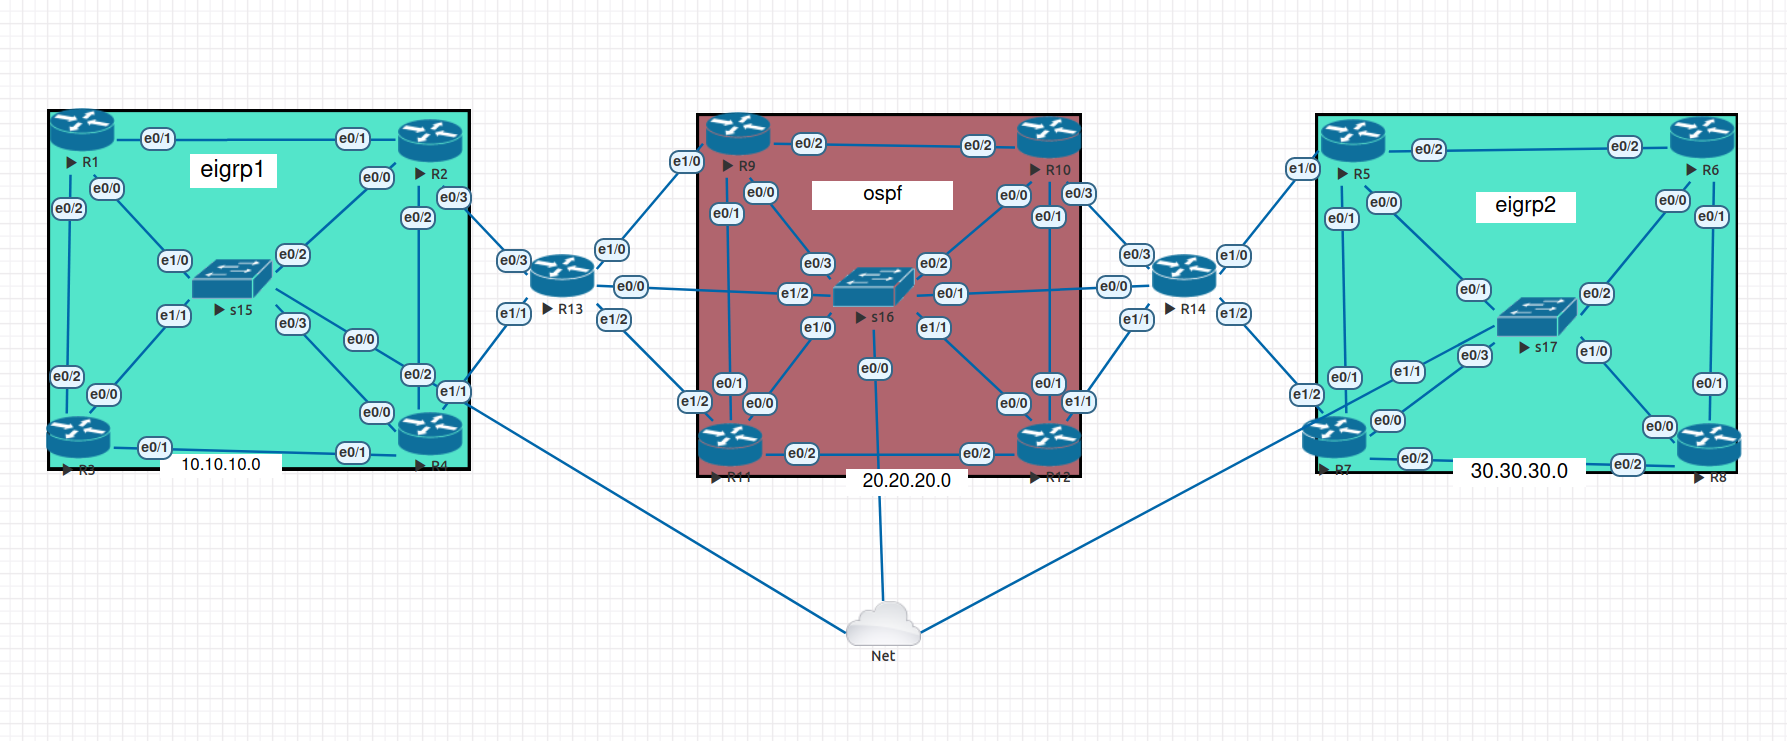 e0/1
e0/1
R1
eigrp1
R2
e0/0
e0/0
e0/3
e0/2
e0/2
e1/0
e0/2
s15
e1/1
e0/3
e0/0
e0/2
e0/2
e1/1
e0/0
e0/0
e0/1
e0/1
R3
10.10.10.0
R4
e0/3
e1/0
R13
e0/0
e1/1
e1/2
e1/0
R9
e0/2
e0/2
R10
ospf
e0/0
e0/0
e0/3
e0/1
e0/1
e0/3
e0/2
e1/2
e0/1
s16
e1/0
e1/1
e0/0
e0/1
e0/1
e1/2
e0/0
e0/0
e1/1
e0/2
e0/2
R11
20.20.20.0
R12
e0/3
e1/0
e0/0
R14
e1/1
e1/2
e1/0
R5
e0/2
e0/2
R6
eigrp2
e0/0
e0/0
e0/1
e0/1
e0/1
e0/2
s17
e0/3
e1/0
e1/1
e0/1
e0/1
e1/2
e0/0
e0/0
e0/2
e0/2
R7
30.30.30.0
R8
Net